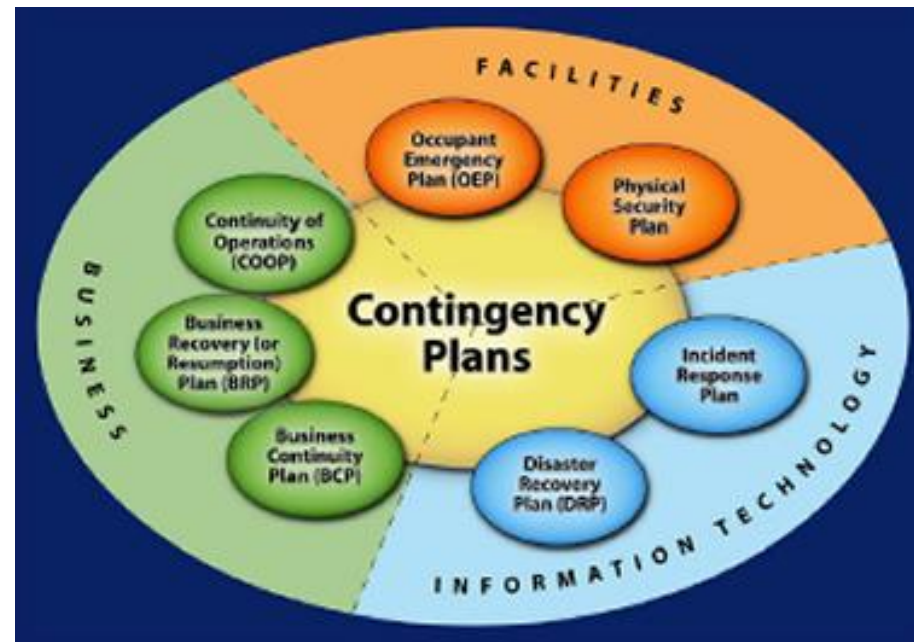 FACILITIES
Occupant
Emergency
Plan (OEP)
Physical
Security
Plan
Continuity of
Operations
(COOP)
BUSINESS
Business
Recovery (or
Resumption)
Plan (BRP)
Contingency
Plans
Incident
Response
Plan
Business
Continuity
Plan (BCP)
Disaster
Recovery
Plan (DRP)
INFORMATION TECHNOLOGY